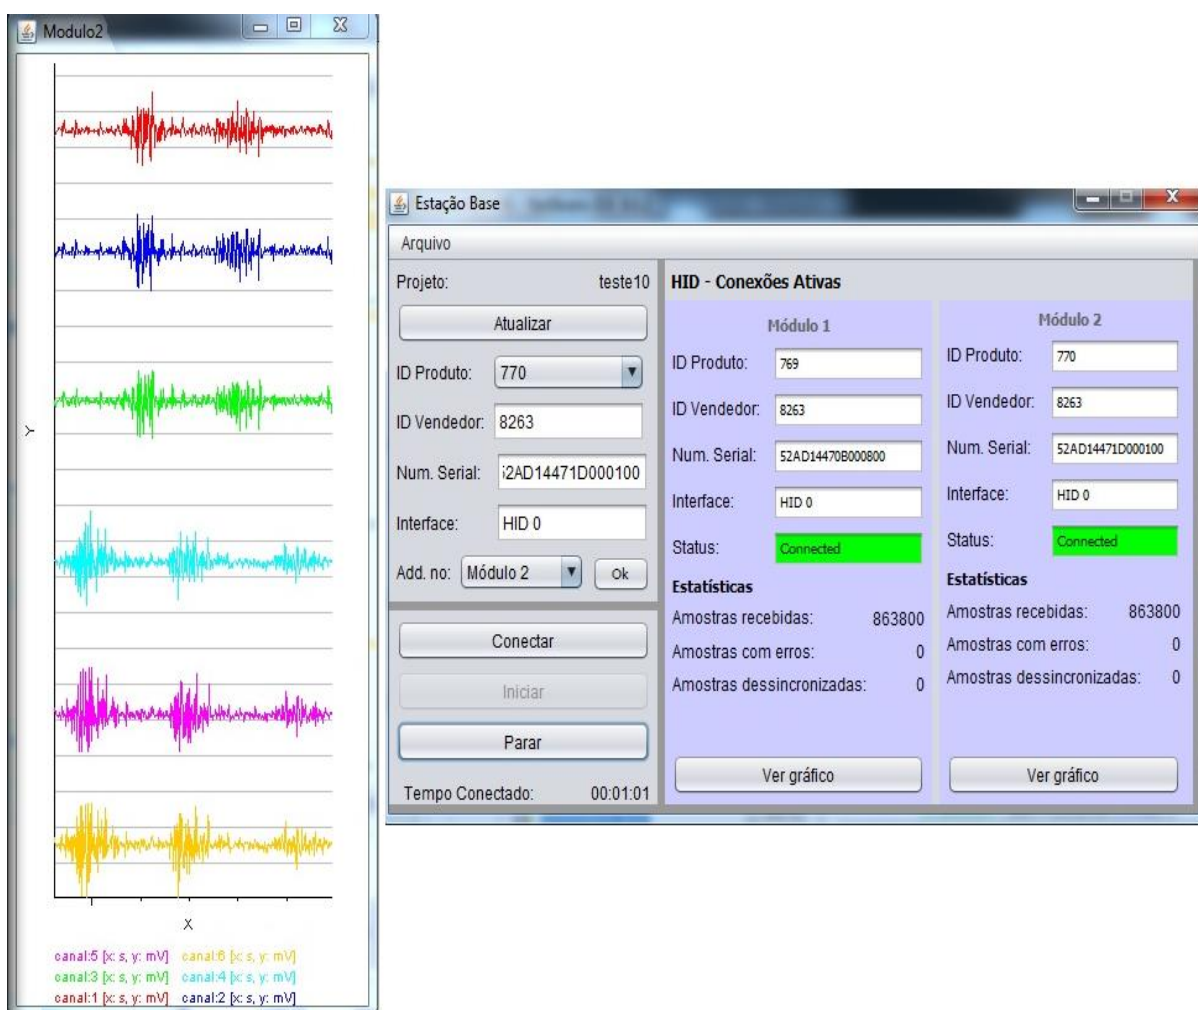 Modulo2
Y
X
canal:5 [x: s, y: mV] canal:6 [x: s, y: mV]
canal:3 [x: s, y: mV] canal:4 [x: s, y: mV]
canal:1 [x: s, y: mV] canal:2 [x: s, y: mV]
Estação Base
Arquivo
Projeto: teste10
Atualizar
ID Produto: 770
ID Vendedor: 8263
Num. Serial: 52AD14471D000100
Interface: HID 0
Add. no: Módulo 2 Ok
Conectar
Iniciar
Parar
Tempo Conectado: 00:01:01
HID - Conexões Ativas
Módulo 1
ID Produto: 769
ID Vendedor: 8263
Num. Serial: 52AD14470B000800
Interface: HID 0
Status: Connected
Estatísticas
Amostras recebidas: 863800
Amostras com erros: 0
Amostras dessincronizadas: 0
Ver gráfico
Módulo 2
ID Produto: 770
ID Vendedor: 8263
Num. Serial: 52AD14471D000100
Interface: HID 0
Status: Connected
Estatísticas
Amostras recebidas: 863800
Amostras com erros: 0
Amostras dessincronizadas: 0
Ver gráfico